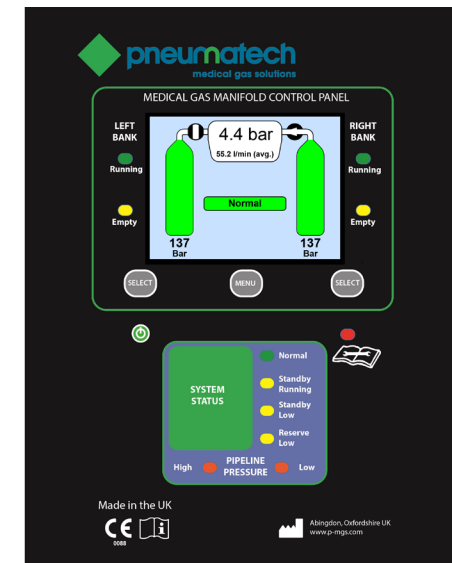 pneumatech
medical gas solutions
MEDICAL GAS MANIFOLD CONTROL PANEL
LEFT
BANK
RIGHT
BANK
4.4 bar
55.2 l/min (avg.)
Running
Running
Normal
Empty
Empty
137
Bar
137
Bar
SELECT
MENU
SELECT
SYSTEM
STATUS
Normal
Standby
Running
Standby
Low
Reserve
Low
High
PIPELINE
PRESSURE
Low
Made in the UK
CE
0088
i
Abingdon, Oxfordshire UK
www.p-mgs.com